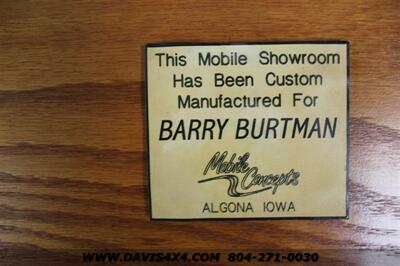 This Mobile Showroom
Has Been Custom
Manufactured For
BARRY BURTMAN
Mobile
Concepts
ALGONA IOWA
WWW.DAVIS4X4.COM 804-271-0030